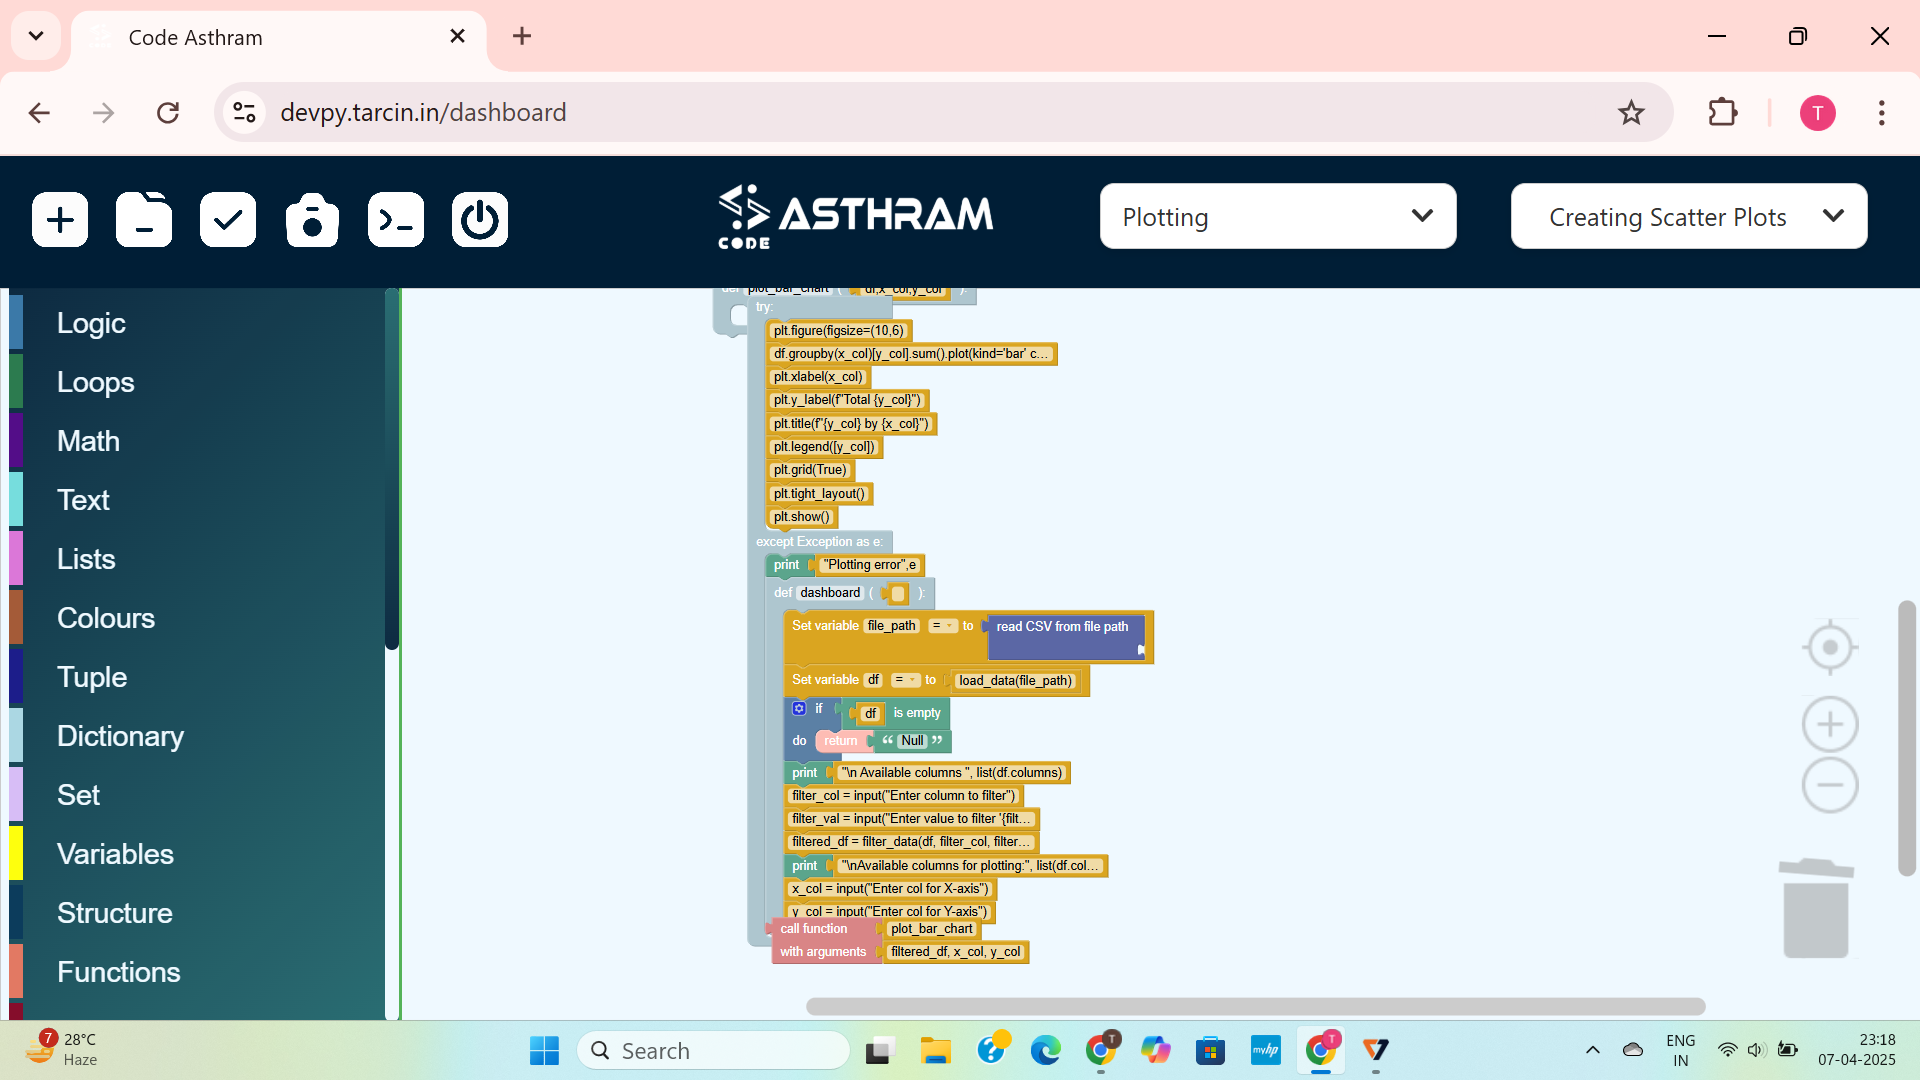 Code Asthram
devpy.tarcin.in/dashboard
T
ASTHRAM
CODE
Plotting
Creating Scatter Plots
Logic
Loops
Math
Text
Lists
Colours
Tuple
Dictionary
Set
Variables
Structure
Functions
def plot_bar_chart ( df,x_col,y_col ):
try:
plt.figure(figsize=(10,6)
df.groupby(x_col)[y_col].sum().plot(kind='bar' c...
plt.xlabel(x_col)
plt.y_label(f"Total {y_col}")
plt.title(f"{y_col} by {x_col}")
plt.legend([y_col])
plt.grid(True)
plt.tight_layout()
plt.show()
except Exception as e:
print "Plotting error",e
def dashboard ( ):
Set variable file_path = to read CSV from file path
Set variable df = to load_data(file_path)
if df is empty
do return “ Null ”
print "\n Available columns ", list(df.columns)
filter_col = input("Enter column to filter")
filter_val = input("Enter value to filter '{filt...
filtered_df = filter_data(df, filter_col, filter...
print "\nAvailable columns for plotting:", list(df.col...
x_col = input("Enter col for X-axis")
y_col = input("Enter col for Y-axis")
call function plot_bar_chart
with arguments filtered_df, x_col, y_col
7
28°C
Haze
Search
T
myhp
T
ENG
IN
23:18
07-04-2025